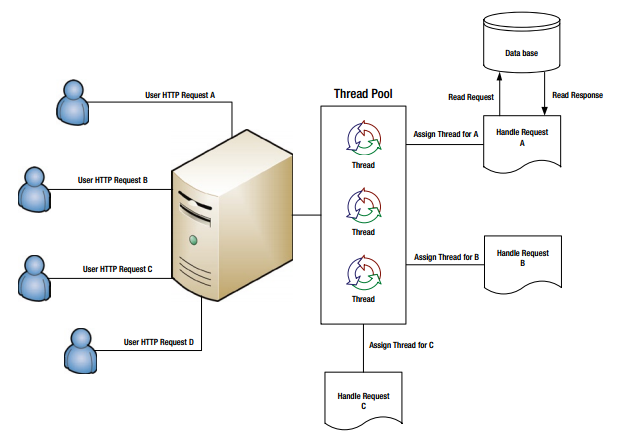 Data base
Thread Pool
User HTTP Request A
Read Request
Read Response
Assign Thread for A
Handle Request
A
Thread
User HTTP Request B
Thread
Assign Thread for B
Handle Request
B
User HTTP Request C
Thread
User HTTP Request D
Assign Thread for C
Handle Request
C